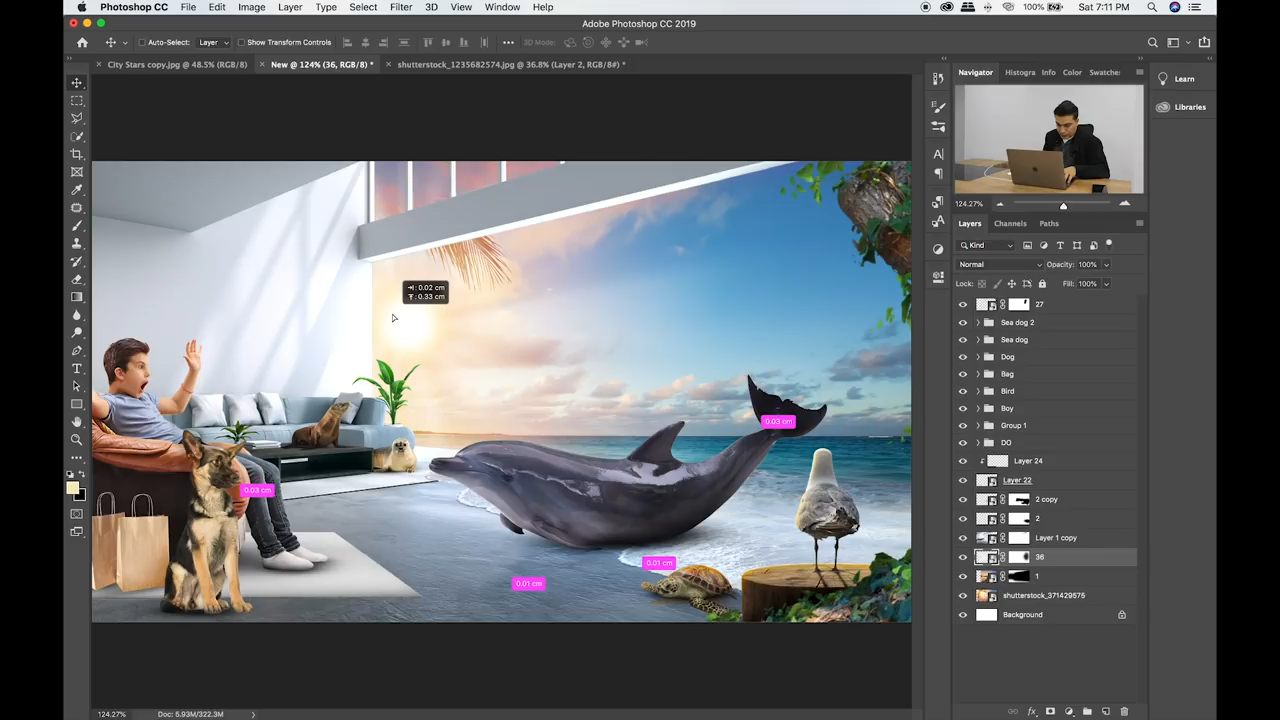 Photoshop CC File Edit Image Layer Type Select Filter 3D View Window Help 100% Sat 7:11 PM
Adobe Photoshop CC 2019
Auto-Select: Layer Show Transform Controls 3D Mode:
City Stars copy.jpg @ 48.5% (RGB/8) New @ 124% (36, RGB/8) * shutterstock_1235682574.jpg @ 36.8% (Layer 2, RGB/8#) *
Navigator Histogra Info Color Swatche
Learn
Libraries
124.27%
Layers Channels Paths
Kind
Normal Opacity: 100%
Lock: Fill: 100%
27
Sea dog 2
Sea dog
Dog
Bag
Bird
Boy
Group 1
DO
Layer 24
Layer 22
2 copy
2
Layer 1 copy
36
1
shutterstock_371429575
Background
fx
: 0.02 cm
: 0.33 cm
0.03 cm
0.03 cm
0.01 cm
0.01 cm
124.27% Doc: 5.93M/322.3M